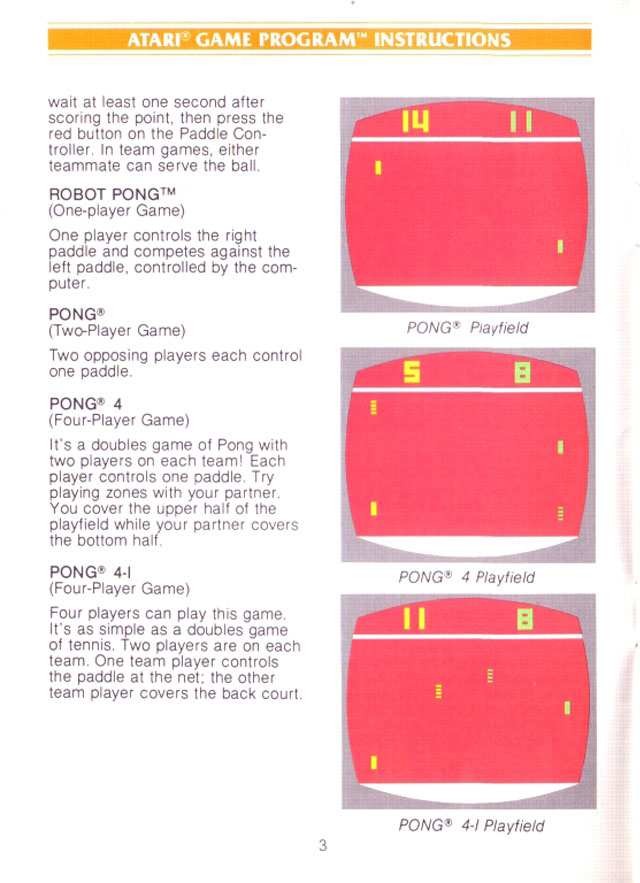 ATARI® GAME PROGRAM™ INSTRUCTIONS
wait at least one second after
scoring the point, then press the
red button on the Paddle Con-
troller. In team games, either
teammate can serve the ball.
ROBOT PONG™
(One-player Game)
One player controls the right
paddle and competes against the
left paddle, controlled by the com-
puter.
PONG®
(Two-Player Game)
Two opposing players each control
one paddle.
PONG® 4
(Four-Player Game)
It's a doubles game of Pong with
two players on each team! Each
player controls one paddle. Try
playing zones with your partner.
You cover the upper half of the
playfield while your partner covers
the bottom half.
PONG® 4-I
(Four-Player Game)
Four players can play this game.
It's as simple as a doubles game
of tennis. Two players are on each
team. One team player controls
the paddle at the net; the other
team player covers the back court.
14 11
PONG® Playfield
5 8
PONG® 4 Playfield
11 8
PONG® 4-I Playfield
3